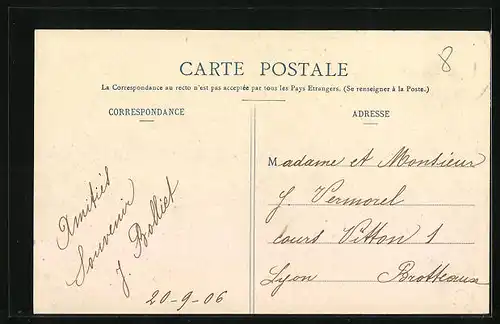 8
CARTE POSTALE
La Correspondance au recto n'est pas acceptée par tous les Pays Etrangers. (Se renseigner à la Poste.)
CORRESPONDANCE
Amitiés
Souvenir
J. Bolliet
20-9-06
ADRESSE
Madame et Monsieur
J. Vermorel
cours Vitton 1
Lyon Brotteaux